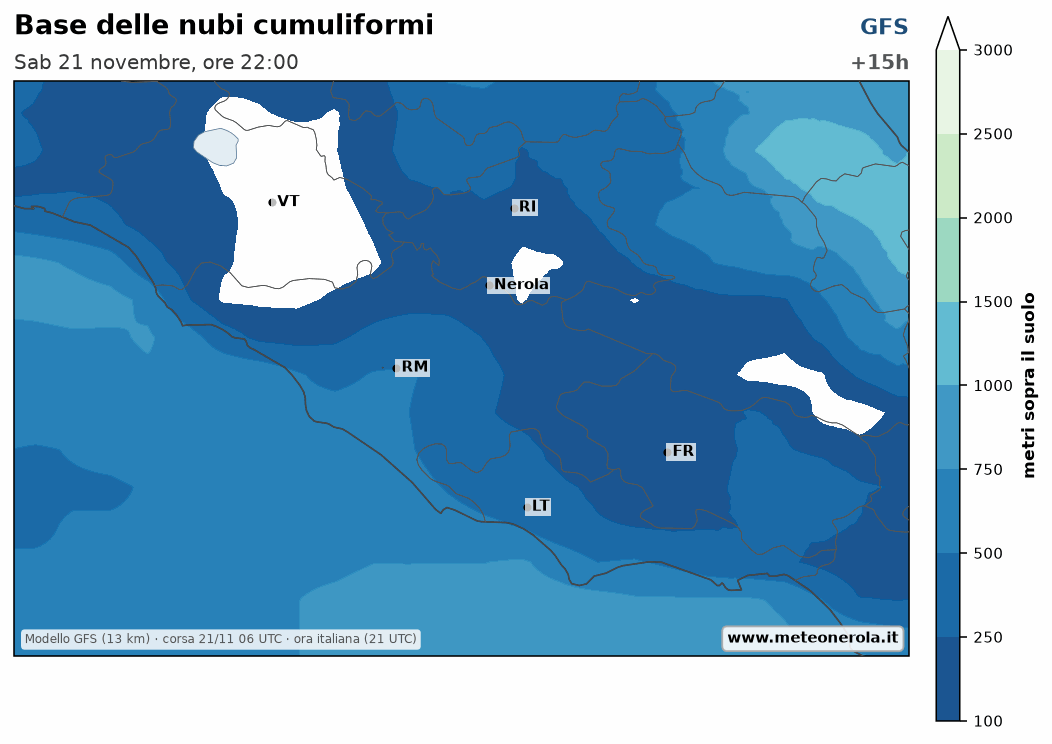 Base delle nubi cumuliformi
GFS
Sab 21 novembre, ore 22:00
+15h
3000
2500
2000
1500
1000
750
500
250
100
metri sopra il suolo
VT
RI
Nerola
RM
FR
LT
Modello GFS (13 km) · corsa 21/11 06 UTC · ora italiana (21 UTC)
www.meteonerola.it